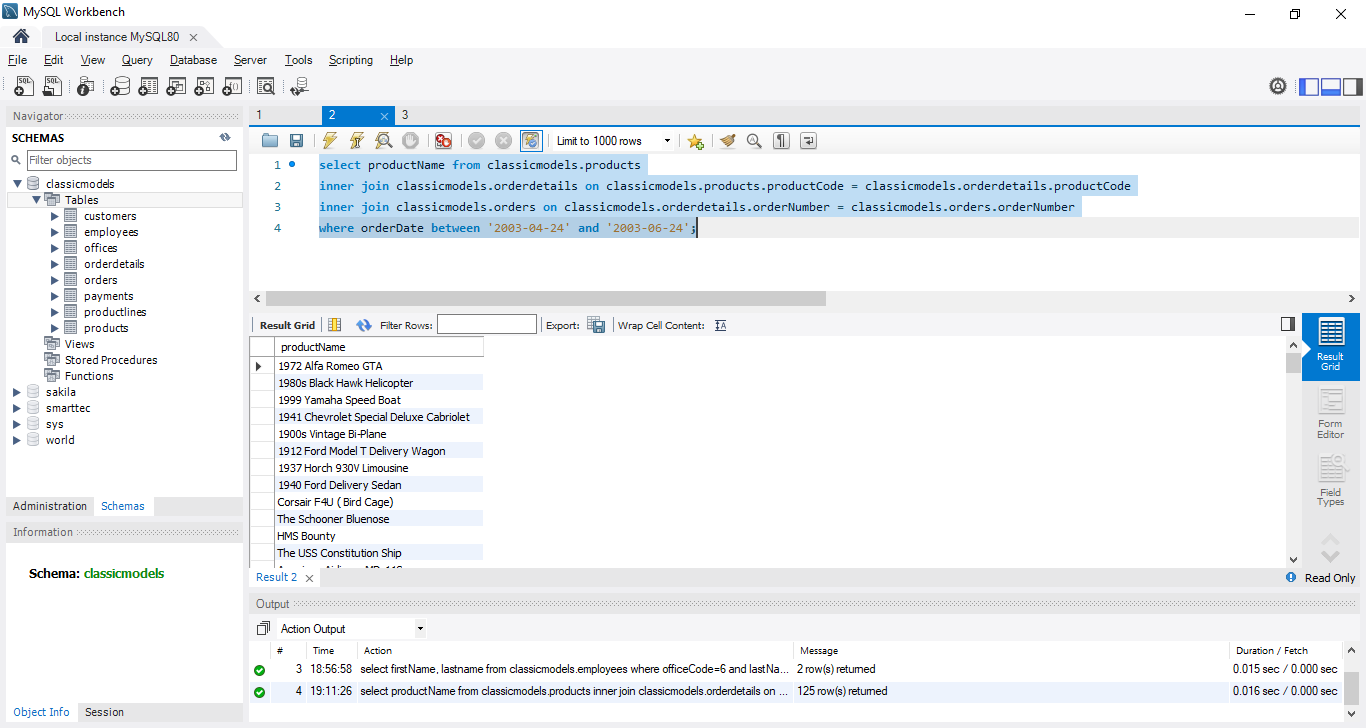 MySQL Workbench
Local instance MySQL80
File Edit View Query Database Server Tools Scripting Help
Navigator
SCHEMAS
Filter objects
classicmodels
Tables
customers
employees
offices
orderdetails
orders
payments
productlines
products
Views
Stored Procedures
Functions
sakila
smarttec
sys
world
Administration Schemas
Information
Schema: classicmodels
Object Info Session
1 2 3
Limit to 1000 rows
1 select productName from classicmodels.products
2 inner join classicmodels.orderdetails on classicmodels.products.productCode = classicmodels.orderdetails.productCode
3 inner join classicmodels.orders on classicmodels.orderdetails.orderNumber = classicmodels.orders.orderNumber
4 where orderDate between '2003-04-24' and '2003-06-24';
Result Grid Filter Rows: Export: Wrap Cell Content:
productName
1972 Alfa Romeo GTA
1980s Black Hawk Helicopter
1999 Yamaha Speed Boat
1941 Chevrolet Special Deluxe Cabriolet
1900s Vintage Bi-Plane
1912 Ford Model T Delivery Wagon
1937 Horch 930V Limousine
1940 Ford Delivery Sedan
Corsair F4U ( Bird Cage)
The Schooner Bluenose
HMS Bounty
The USS Constitution Ship
Result
Grid
Form
Editor
Field
Types
Result 2
Read Only
Output
Action Output
# Time Action Message Duration / Fetch
3 18:56:58 select firstName, lastname from classicmodels.employees where officeCode=6 and lastNa... 2 row(s) returned 0.015 sec / 0.000 sec
4 19:11:26 select productName from classicmodels.products inner join classicmodels.orderdetails on ... 125 row(s) returned 0.016 sec / 0.000 sec